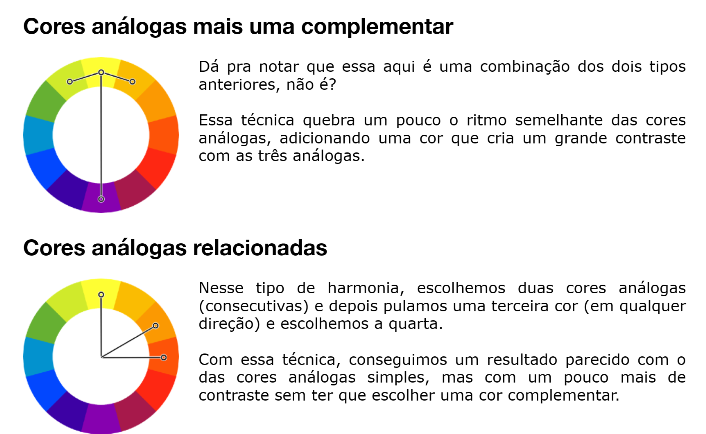 Cores análogas mais uma complementar
Dá pra notar que essa aqui é uma combinação dos dois tipos
anteriores, não é?
Essa técnica quebra um pouco o ritmo semelhante das cores
análogas, adicionando uma cor que cria um grande contraste
com as três análogas.
Cores análogas relacionadas
Nesse tipo de harmonia, escolhemos duas cores análogas
(consecutivas) e depois pulamos uma terceira cor (em qualquer
direção) e escolhemos a quarta.
Com essa técnica, conseguimos um resultado parecido com o
das cores análogas simples, mas com um pouco mais de
contraste sem ter que escolher uma cor complementar.